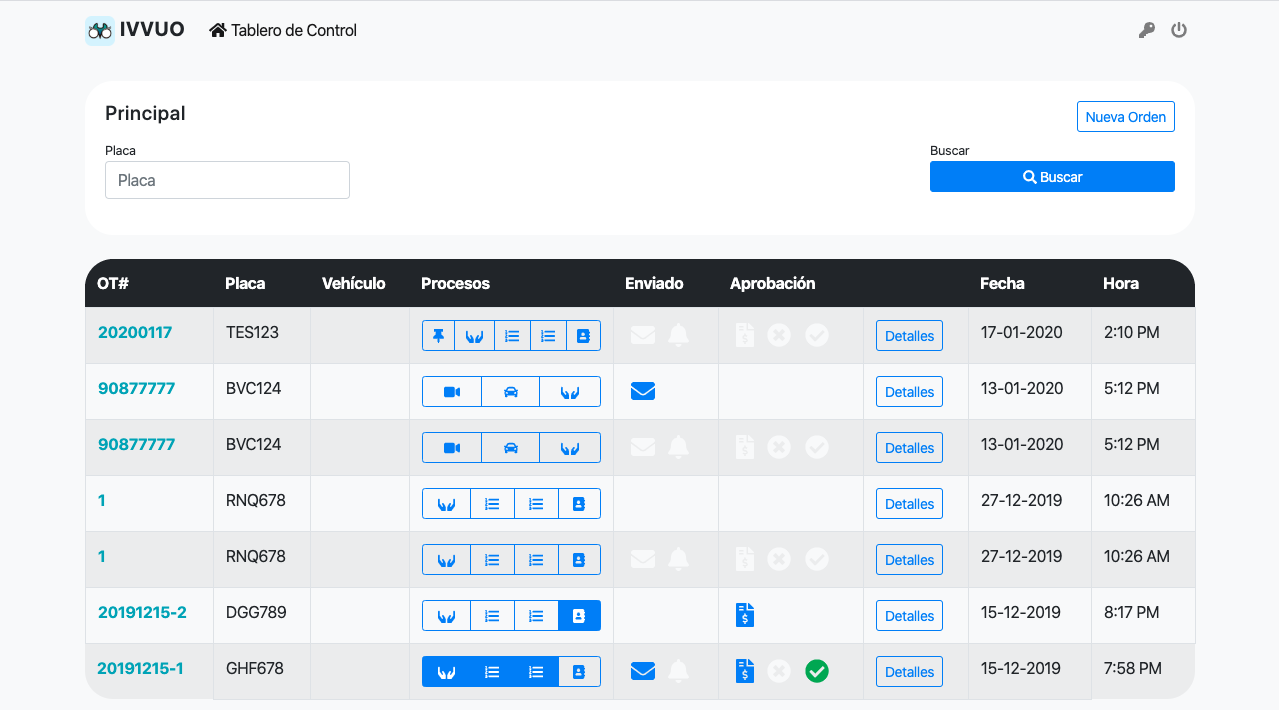 IVVUO Tablero de Control
Principal
Nueva Orden
Placa
Buscar
Placa
Buscar
OT# Placa Vehículo Procesos Enviado Aprobación Fecha Hora
20200117 TES123 Detalles 17-01-2020 2:10 PM
90877777 BVC124 Detalles 13-01-2020 5:12 PM
90877777 BVC124 Detalles 13-01-2020 5:12 PM
1 RNQ678 Detalles 27-12-2019 10:26 AM
1 RNQ678 Detalles 27-12-2019 10:26 AM
20191215-2 DGG789 Detalles 15-12-2019 8:17 PM
20191215-1 GHF678 Detalles 15-12-2019 7:58 PM